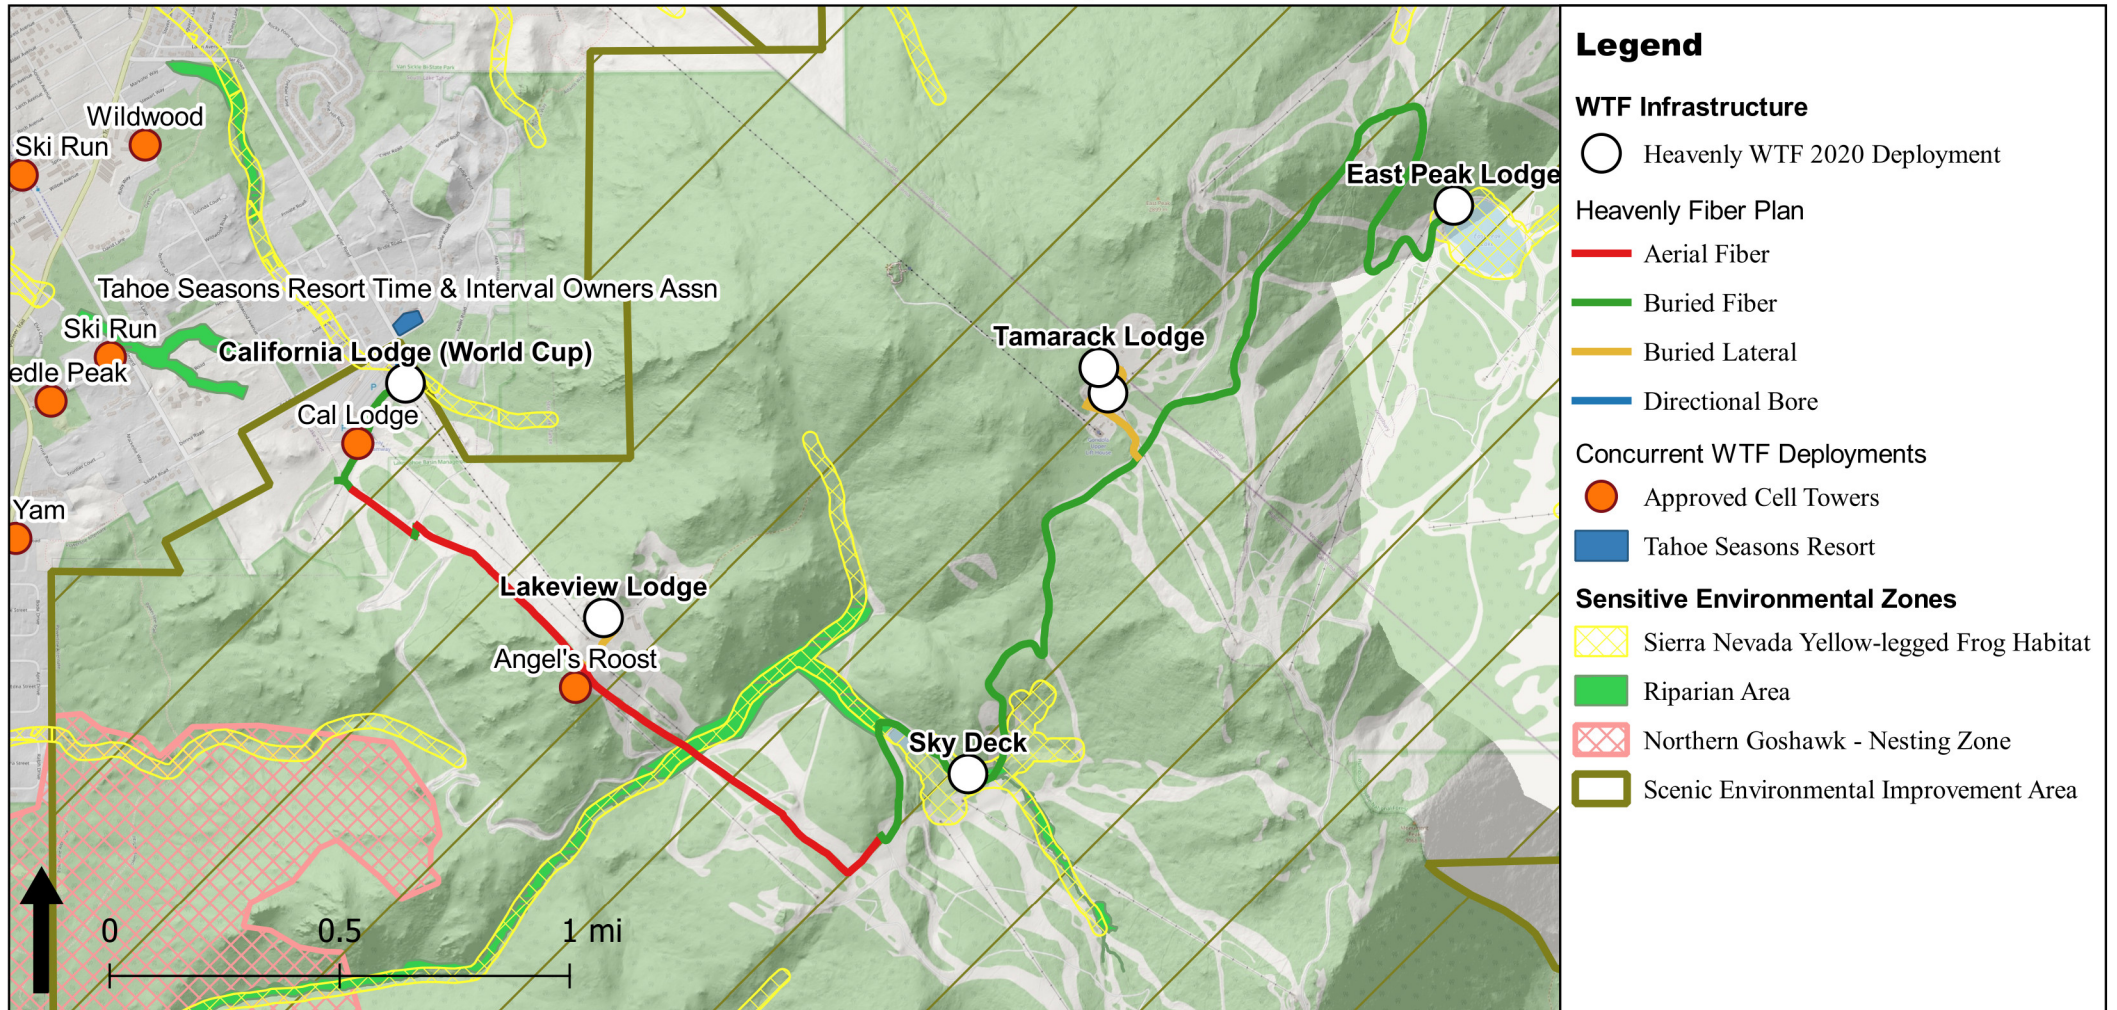 Wildwood
Ski Run
East Peak Lodge
Tahoe Seasons Resort Time & Interval Owners Assn
Ski Run
California Lodge (World Cup)
Tamarack Lodge
edle Peak
Cal Lodge
Yam
Lakeview Lodge
Angel's Roost
Sky Deck
0 0.5 1 mi
Legend
WTF Infrastructure
Heavenly WTF 2020 Deployment
Heavenly Fiber Plan
Aerial Fiber
Buried Fiber
Buried Lateral
Directional Bore
Concurrent WTF Deployments
Approved Cell Towers
Tahoe Seasons Resort
Sensitive Environmental Zones
Sierra Nevada Yellow-legged Frog Habitat
Riparian Area
Northern Goshawk - Nesting Zone
Scenic Environmental Improvement Area